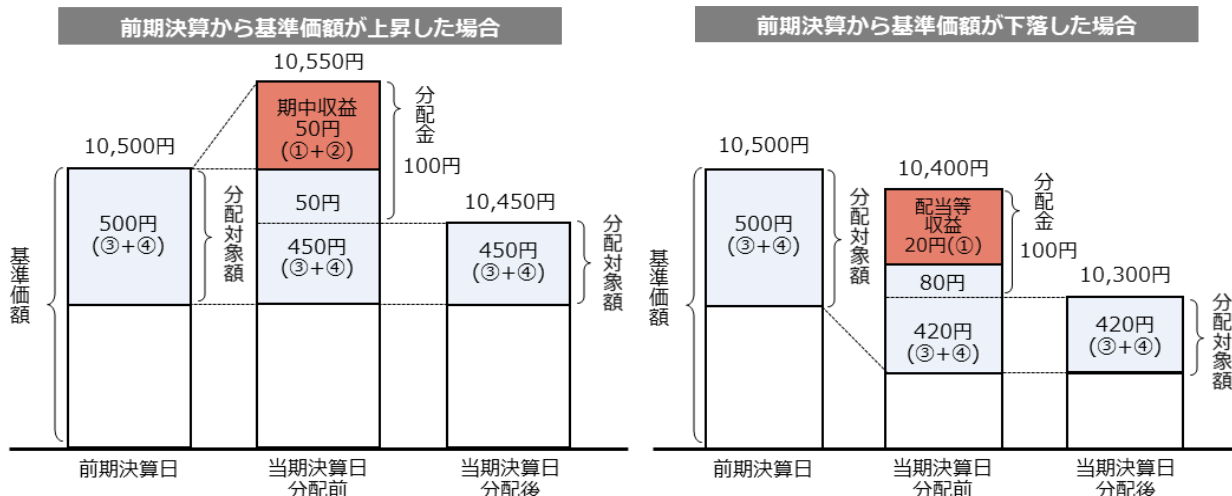 前期決算から基準価額が上昇した場合
10,550円
10,500円
期中収益
50円
(①+②)
分配金
100円
500円
(③+④)
分配対象額
50円
450円
(③+④)
10,450円
450円
(③+④)
分配対象額
基準価額
前期決算日
当期決算日
分配前
当期決算日
分配後
前期決算から基準価額が下落した場合
10,500円
10,400円
500円
(③+④)
分配対象額
配当等
収益
20円(①)
分配金
100円
80円
420円
(③+④)
10,300円
420円
(③+④)
分配対象額
基準価額
前期決算日
当期決算日
分配前
当期決算日
分配後